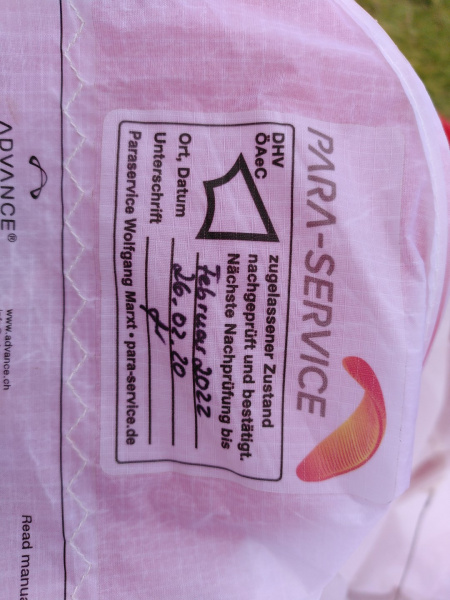 PARA-SERVICE
DHV
ÖAeC
zugelassener Zustand
nachgeprüft und bestätigt.
Nächste Nachprüfung bis
Februar 2022
Ort, Datum 26.02.20
Unterschrift
Paraservice Wolfgang Marxt • para-service.de
ADVANCE®
www.advance.ch
Read manua